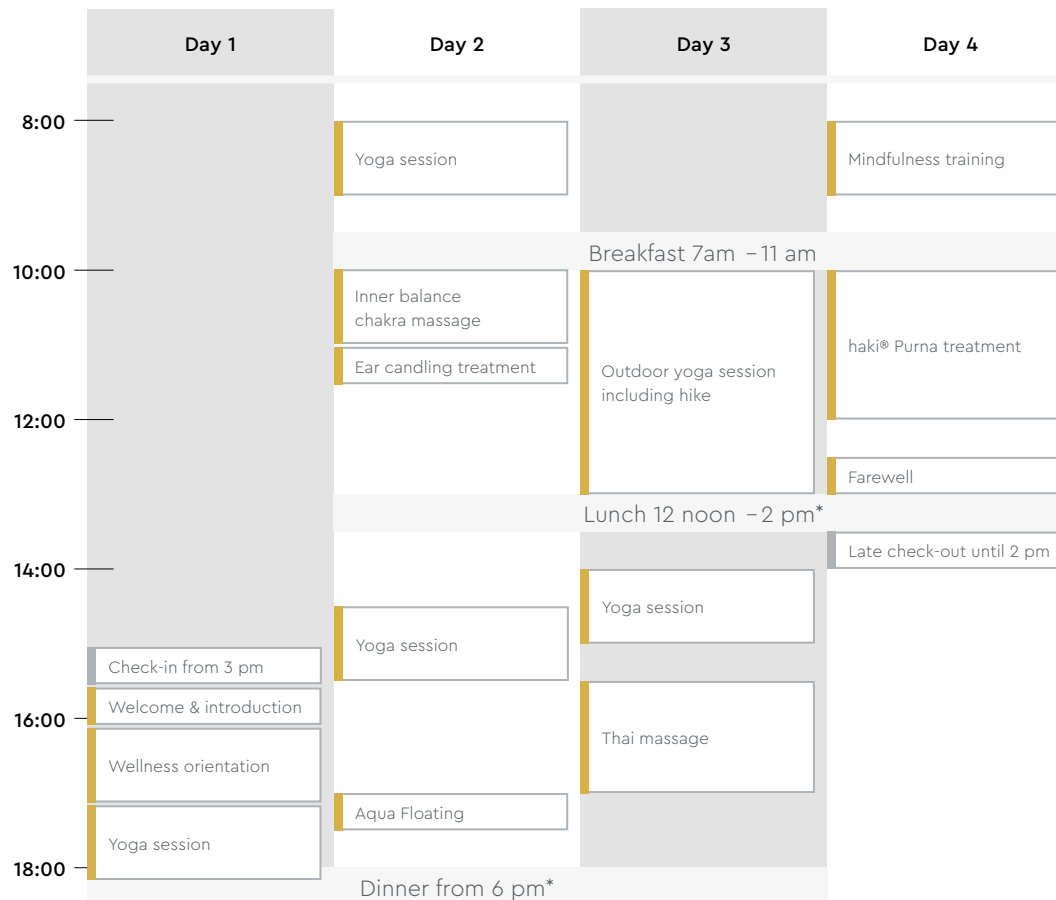 Day 1
Day 2
Day 3
Day 4
8:00
Yoga session
Mindfulness training
Breakfast 7am – 11 am
10:00
Inner balance
chakra massage
Ear candling treatment
Outdoor yoga session
including hike
haki® Purna treatment
12:00
Farewell
Lunch 12 noon – 2 pm*
Late check-out until 2 pm
14:00
Yoga session
Yoga session
Check-in from 3 pm
Welcome & introduction
16:00
Wellness orientation
Thai massage
Aqua Floating
Yoga session
18:00
Dinner from 6 pm*